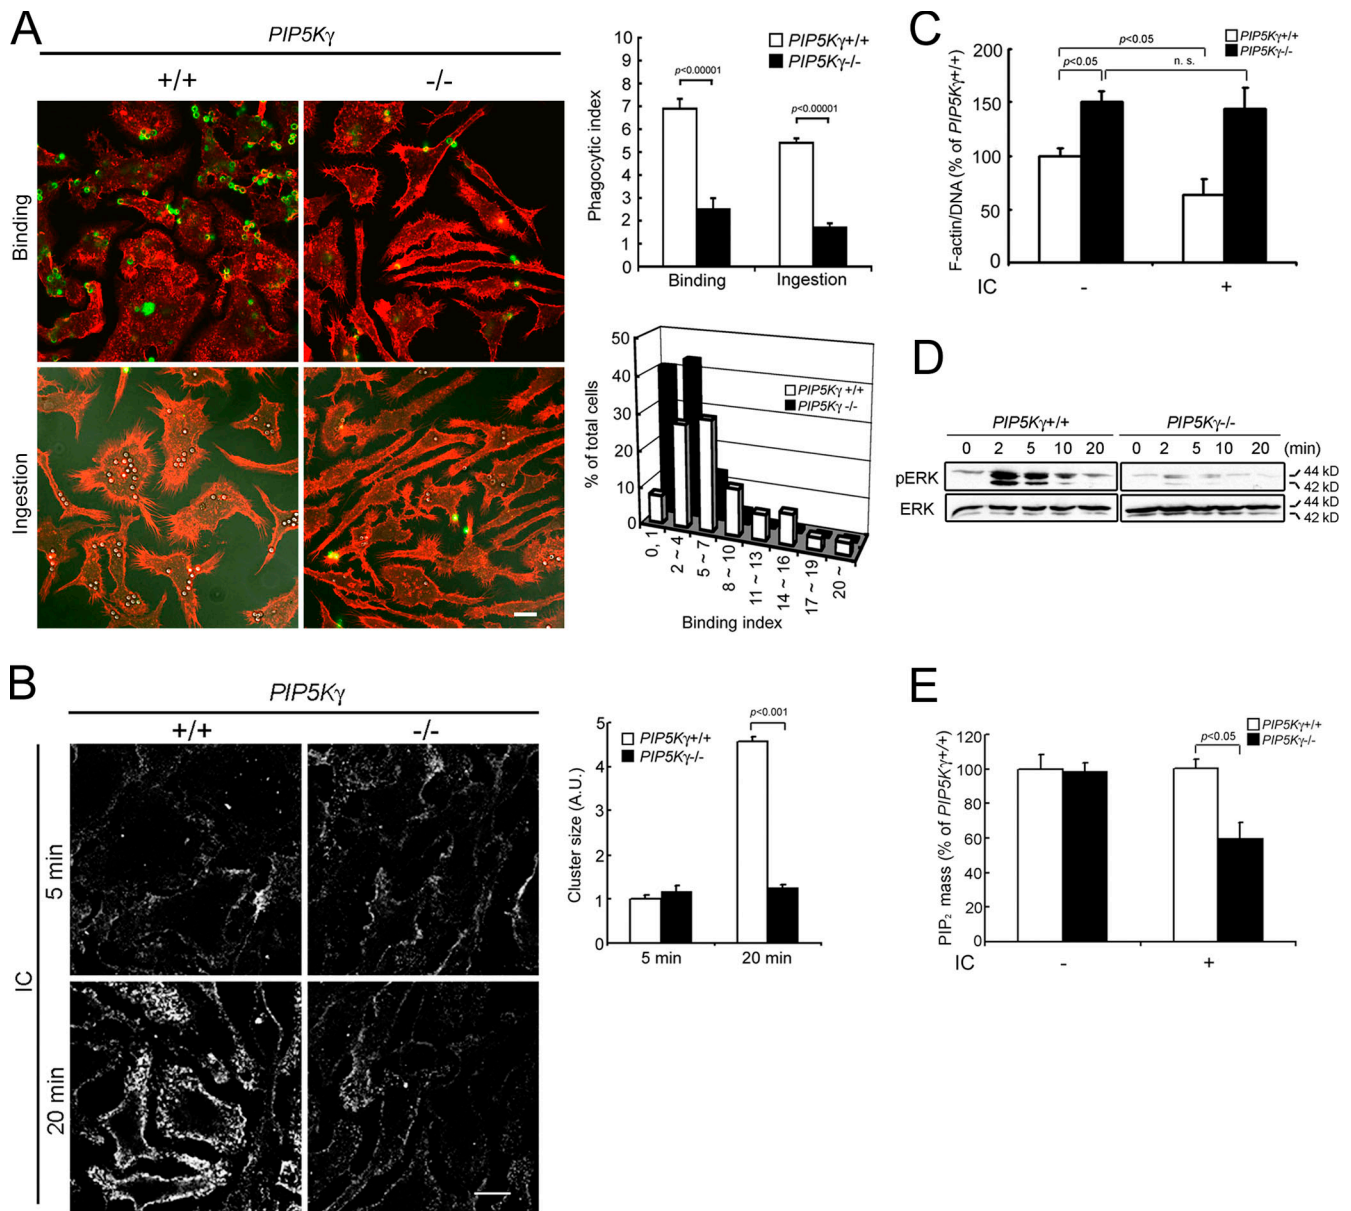 A
PIP5Kγ
+/+
-/-
Binding
Ingestion
PIP5Kγ+/+
PIP5Kγ-/-
p<0.00001
p<0.00001
Phagocytic index
10
9
8
7
6
5
4
3
2
1
0
Binding
Ingestion
% of total cells
50
40
30
20
10
0
PIP5Kγ +/+
PIP5Kγ -/-
0, 1
2 ~ 4
5 ~ 7
8 ~ 10
11 ~ 13
14 ~ 16
17 ~ 19
20 ~
Binding index
B
PIP5Kγ
+/+
-/-
IC
5 min
20 min
Cluster size (A.U.)
5
4
3
2
1
0
PIP5Kγ+/+
PIP5Kγ-/-
p<0.001
5 min
20 min
C
PIP5Kγ+/+
PIP5Kγ-/-
p<0.05
p<0.05
n. s.
F-actin/DNA (% of PIP5Kγ+/+)
200
150
100
50
0
IC
-
+
D
PIP5Kγ+/+
PIP5Kγ-/-
0 2 5 10 20
0 2 5 10 20 (min)
pERK
44 kD
42 kD
ERK
44 kD
42 kD
E
PIP5Kγ+/+
PIP5Kγ-/-
p<0.05
PIP₂ mass (% of PIP5Kγ+/+)
120
100
80
60
40
20
0
IC
-
+